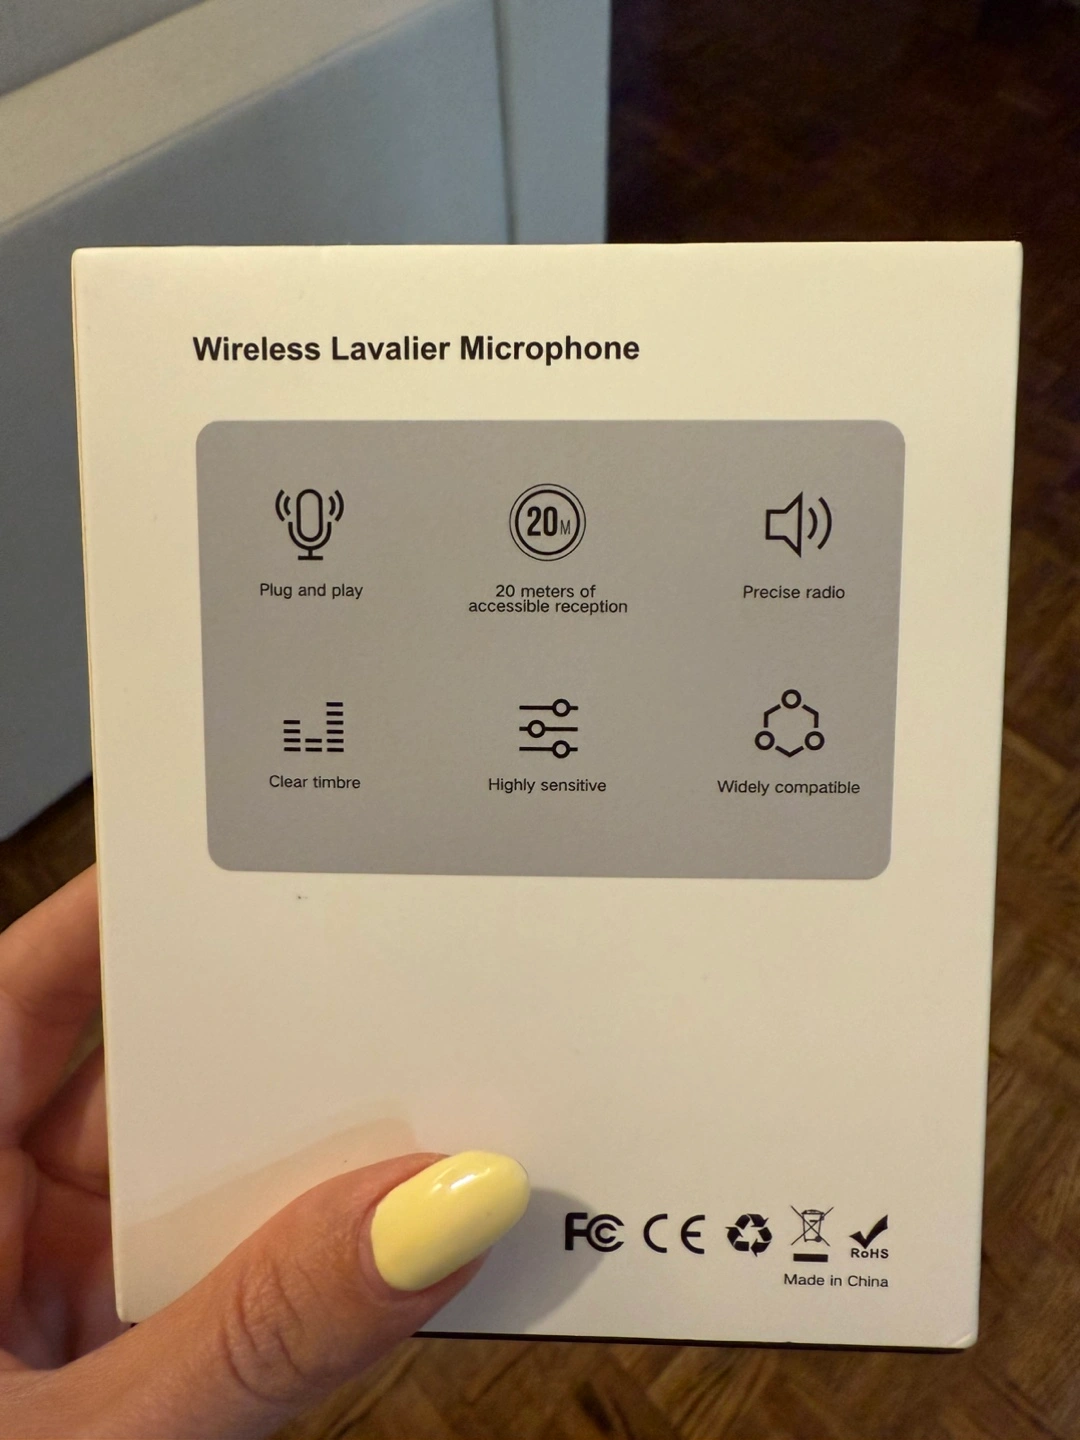 Wireless Lavalier Microphone
20M
Plug and play
20 meters of
accessible reception
Precise radio
Clear timbre
Highly sensitive
Widely compatible
FC CE RoHS
Made in China